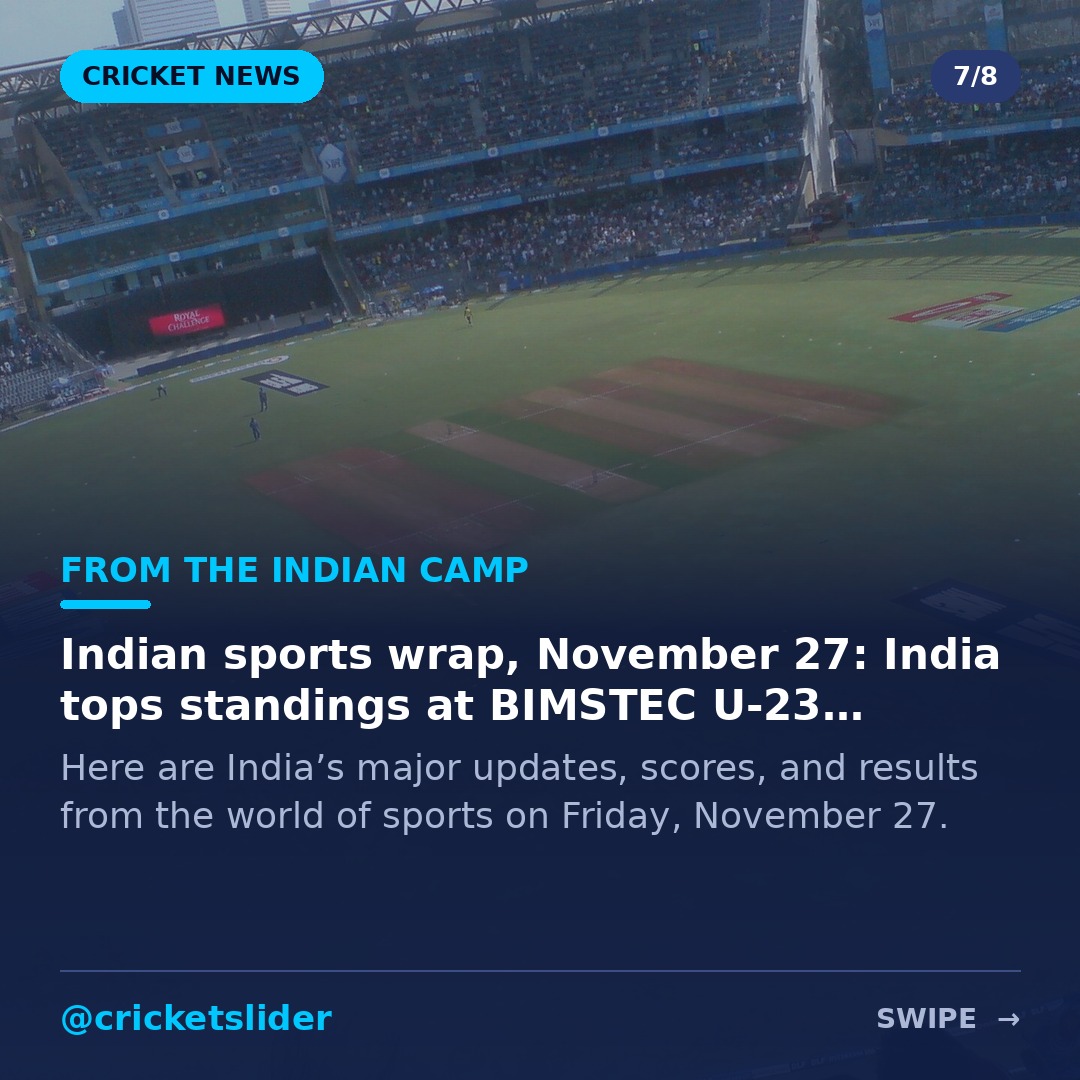 CRICKET NEWS
7/8
ROYAL
CHALLENGE
FROM THE INDIAN CAMP
Indian sports wrap, November 27: India
tops standings at BIMSTEC U-23…
Here are India’s major updates, scores, and results
from the world of sports on Friday, November 27.
@cricketslider
SWIPE →